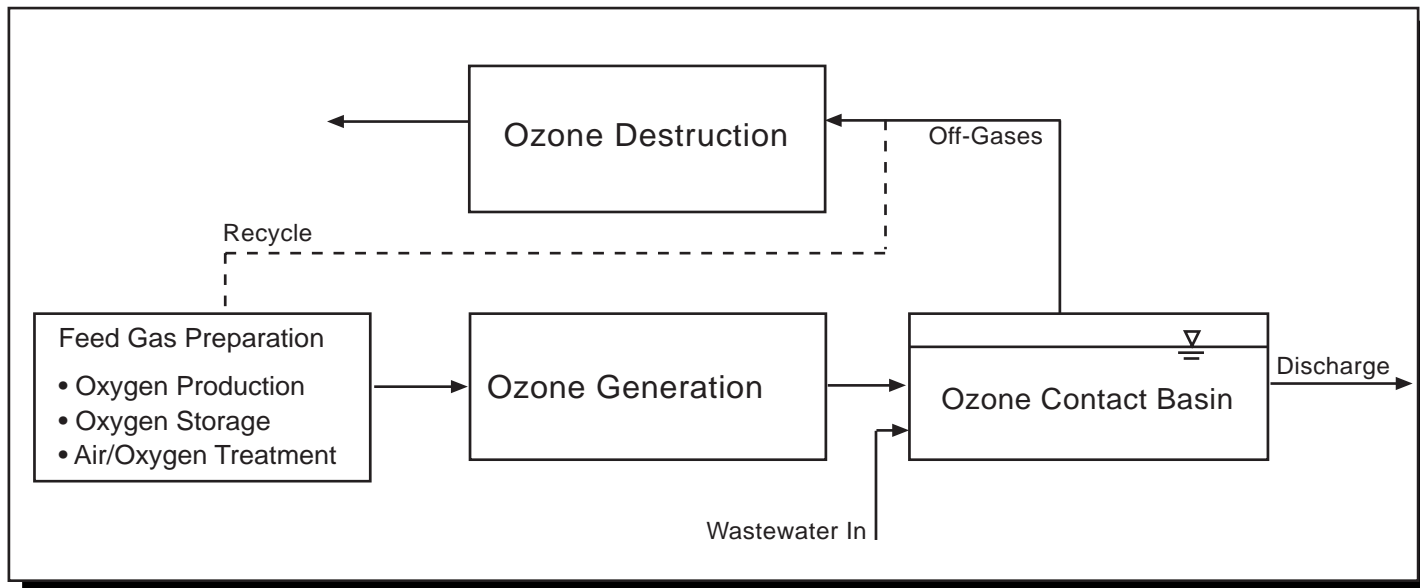 Ozone Destruction
Off-Gases
Recycle
Feed Gas Preparation
• Oxygen Production
• Oxygen Storage
• Air/Oxygen Treatment
Ozone Generation
Ozone Contact Basin
Discharge
Wastewater In